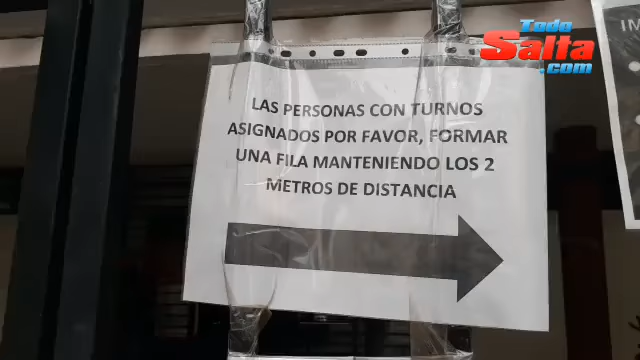 Todo
Salta
.com
IM
LAS PERSONAS CON TURNOS
ASIGNADOS POR FAVOR, FORMAR
UNA FILA MANTENIENDO LOS 2
METROS DE DISTANCIA